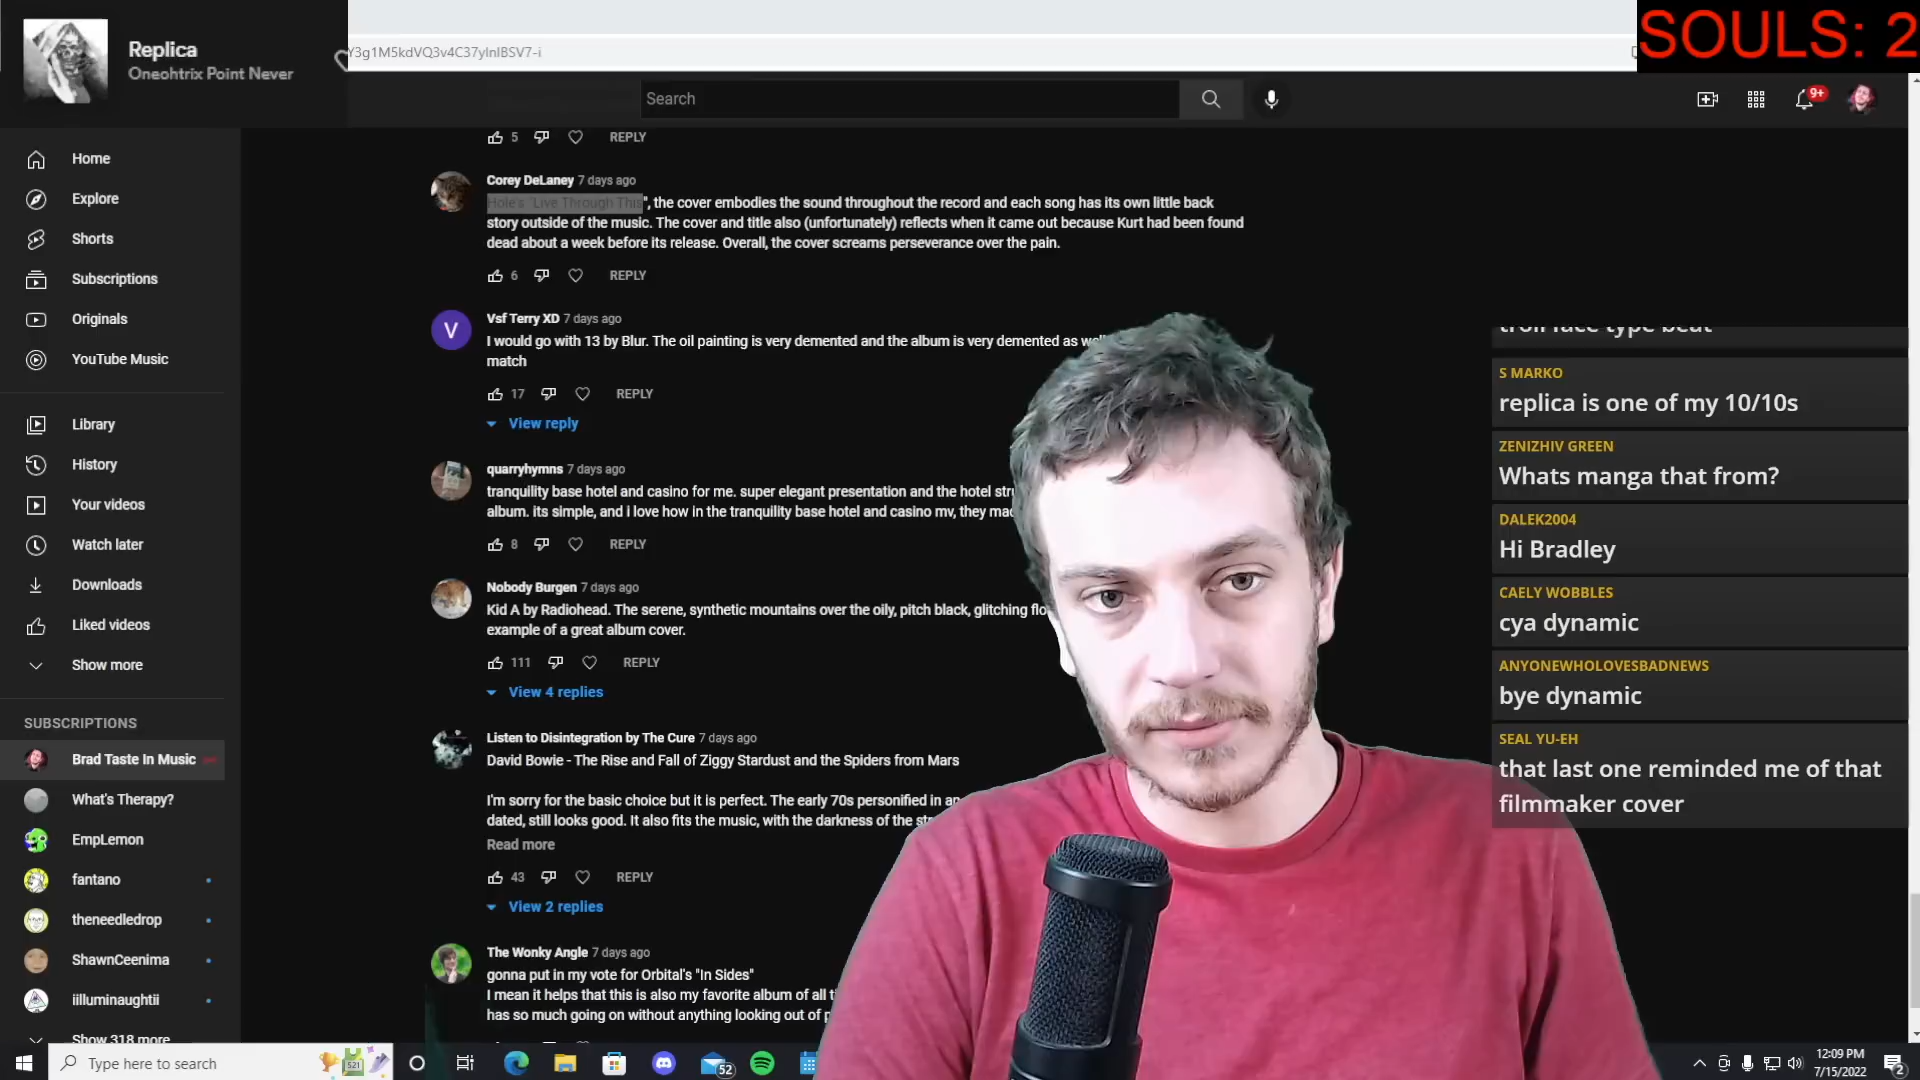 Replica
Oneohtrix Point Never
Y3g1M5kdVQ3v4C37ylnIBSV7-i
SOULS: 2
Search
9+
Home
Explore
Shorts
Subscriptions
Originals
YouTube Music
Library
History
Your videos
Watch later
Downloads
Liked videos
Show more
SUBSCRIPTIONS
Brad Taste In Music
What's Therapy?
EmpLemon
fantano
theneedledrop
ShawnCeenima
iilluminaughtii
Show 318 more
5 REPLY
Corey DeLaney 7 days ago
Hole's "Live Through This", the cover embodies the sound throughout the record and each song has its own little back
story outside of the music. The cover and title also (unfortunately) reflects when it came out because Kurt had been found
dead about a week before its release. Overall, the cover screams perseverance over the pain.
6 REPLY
V
Vsf Terry XD 7 days ago
I would go with 13 by Blur. The oil painting is very demented and the album is very demented as
match
17 REPLY
View reply
quarryhymns 7 days ago
tranquility base hotel and casino for me. super elegant presentation and the hotel
album. its simple, and i love how in the tranquility base hotel and casino mv, they
8 REPLY
Nobody Burgen 7 days ago
Kid A by Radiohead. The serene, synthetic mountains over the oily, pitch black, glitching
example of a great album cover.
111 REPLY
View 4 replies
Listen to Disintegration by The Cure 7 days ago
David Bowie - The Rise and Fall of Ziggy Stardust and the Spiders from Mars
I'm sorry for the basic choice but it is perfect. The early 70s personified in
dated, still looks good. It also fits the music, with the darkness of the
Read more
43 REPLY
View 2 replies
The Wonky Angle 7 days ago
gonna put in my vote for Orbital's "In Sides"
I mean it helps that this is also my favorite album of all
has so much going on without anything looking out of
troll face type beat
S MARKO
replica is one of my 10/10s
ZENIZHIV GREEN
Whats manga that from?
DALEK2004
Hi Bradley
CAELY WOBBLES
cya dynamic
ANYONEWHOLOVESBADNEWS
bye dynamic
SEAL YU-EH
that last one reminded me of that
filmmaker cover
Type here to search
521
52
12:09 PM
7/15/2022
2